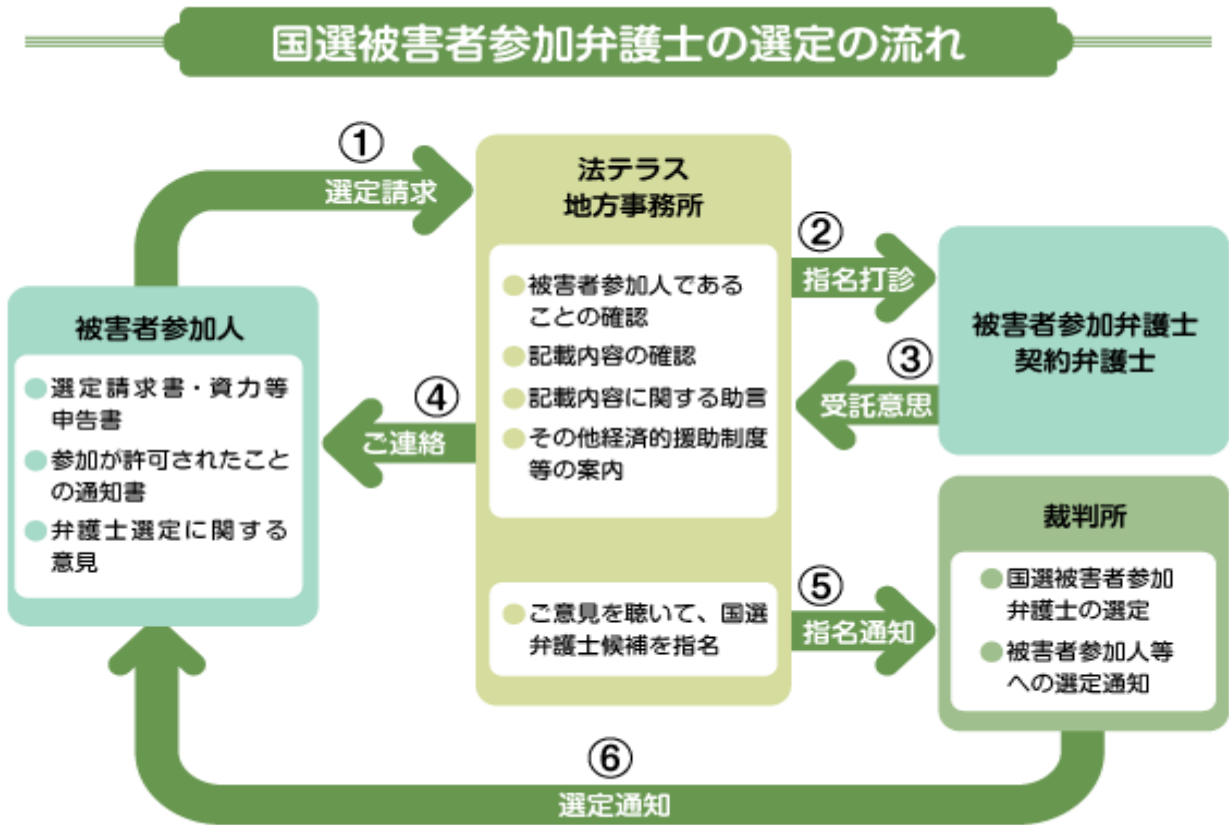 国選被害者参加弁護士の選定の流れ
①
選定請求
法テラス
地方事務所
被害者参加人である
ことの確認
記載内容の確認
記載内容に関する助言
その他経済的援助制度
等の案内
ご意見を聴いて、国選
弁護士候補を指名
②
指名打診
被害者参加弁護士
契約弁護士
③
受託意思
被害者参加人
選定請求書・資力等
申告書
参加が許可されたこと
の通知書
弁護士選定に関する
意見
④
ご連絡
⑤
指名通知
裁判所
国選被害者参加
弁護士の選定
被害者参加人等
への選定通知
⑥
選定通知